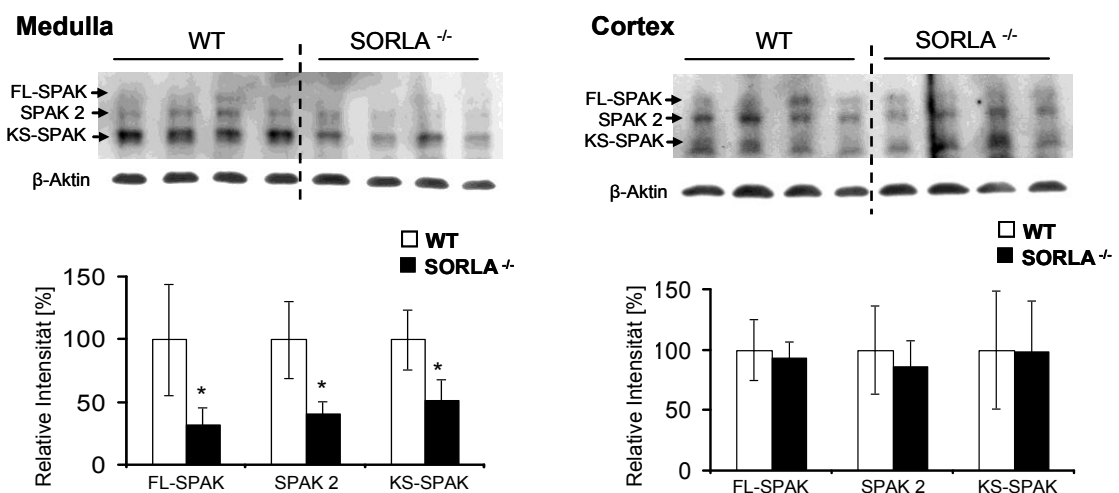 Medulla
WT SORLA -/-
FL-SPAK
SPAK 2
KS-SPAK
β-Aktin
WT
SORLA -/-
Relative Intensität [%]
150
100
50
0
* * *
FL-SPAK SPAK 2 KS-SPAK
Cortex
WT SORLA -/-
FL-SPAK
SPAK 2
KS-SPAK
β-Aktin
WT
SORLA -/-
Relative Intensität [%]
150
100
50
0
FL-SPAK SPAK 2 KS-SPAK